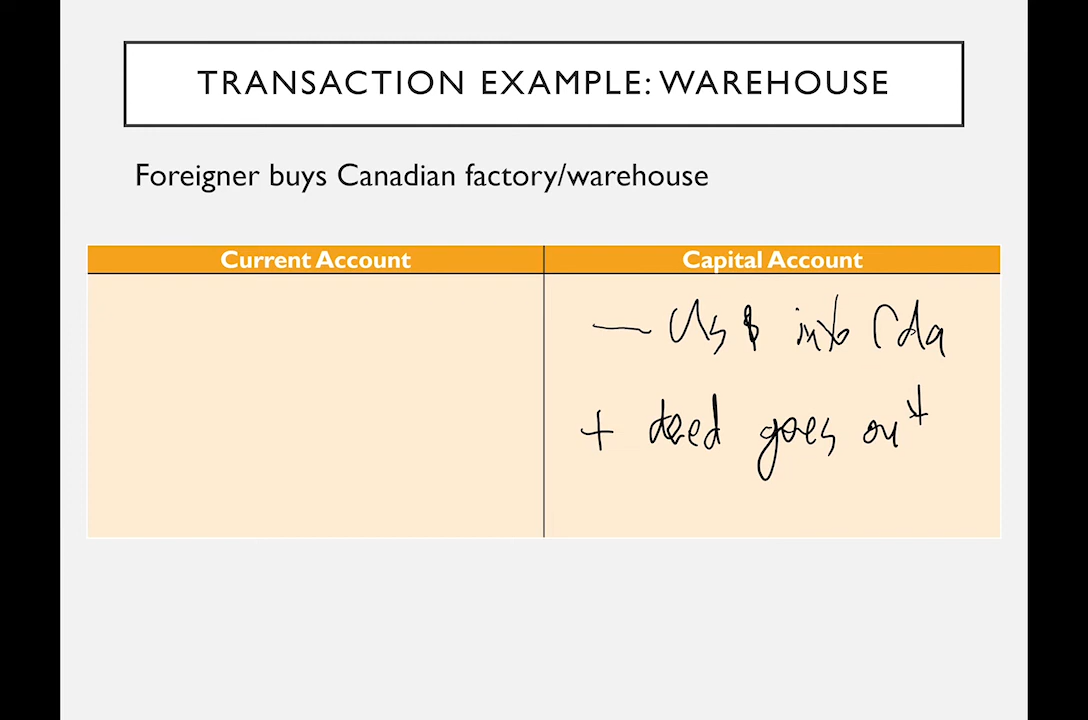 TRANSACTION EXAMPLE: WAREHOUSE
Foreigner buys Canadian factory/warehouse
Current Account
Capital Account
— US $ into Cda
+ deed goes out